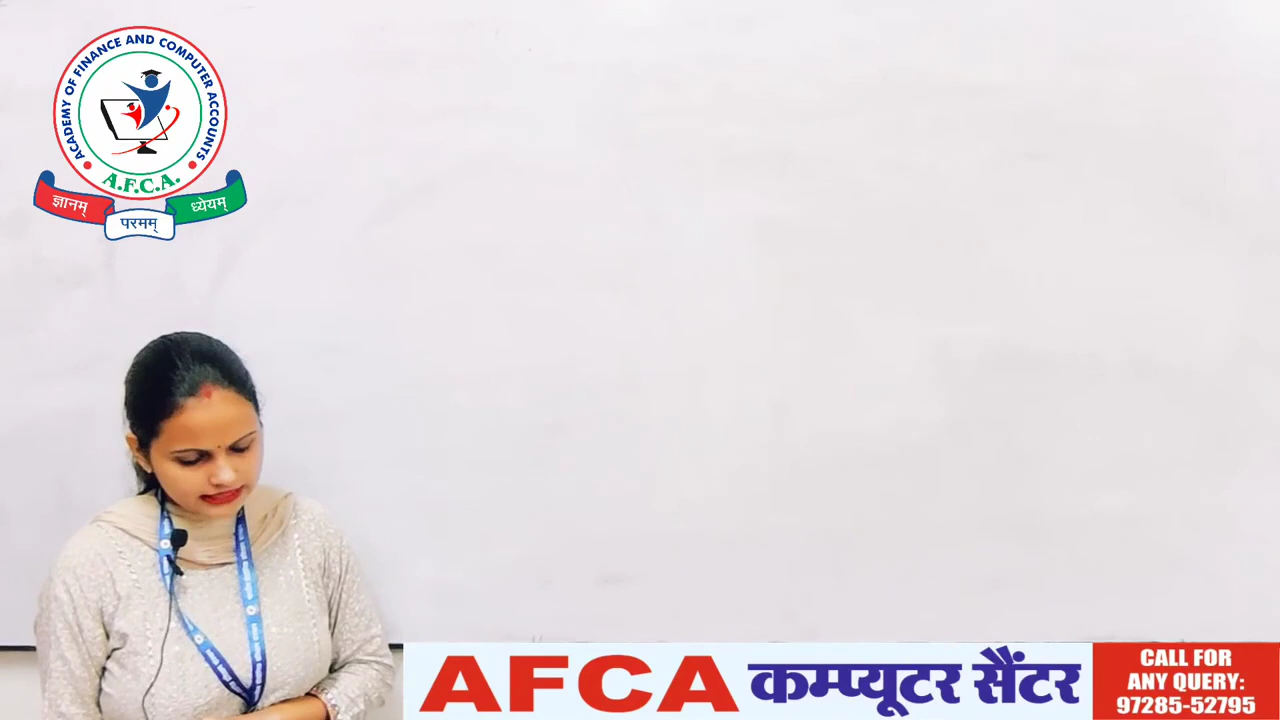 ACADEMY OF FINANCE AND COMPUTER ACCOUNTS
A.F.C.A.
ज्ञानम्
परमम्
ध्येयम्
AFCA कम्प्यूटर सैंटर
CALL FOR
ANY QUERY:
97285-52795